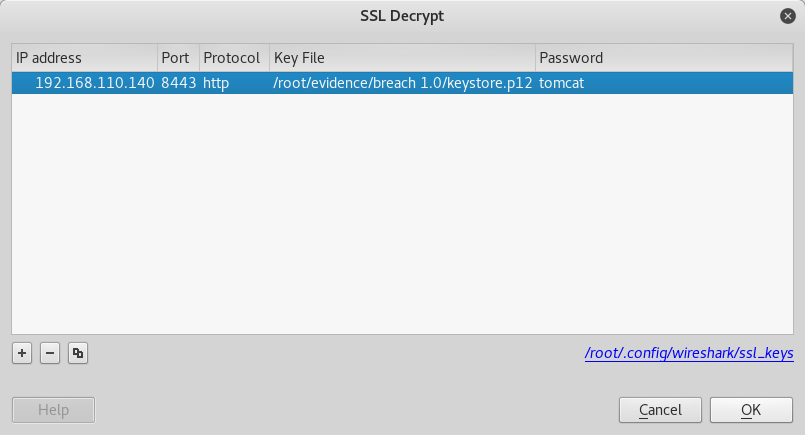 SSL Decrypt
IP address Port Protocol Key File Password
192.168.110.140 8443 http /root/evidence/breach 1.0/keystore.p12 tomcat
/root/.config/wireshark/ssl_keys
Help Cancel OK